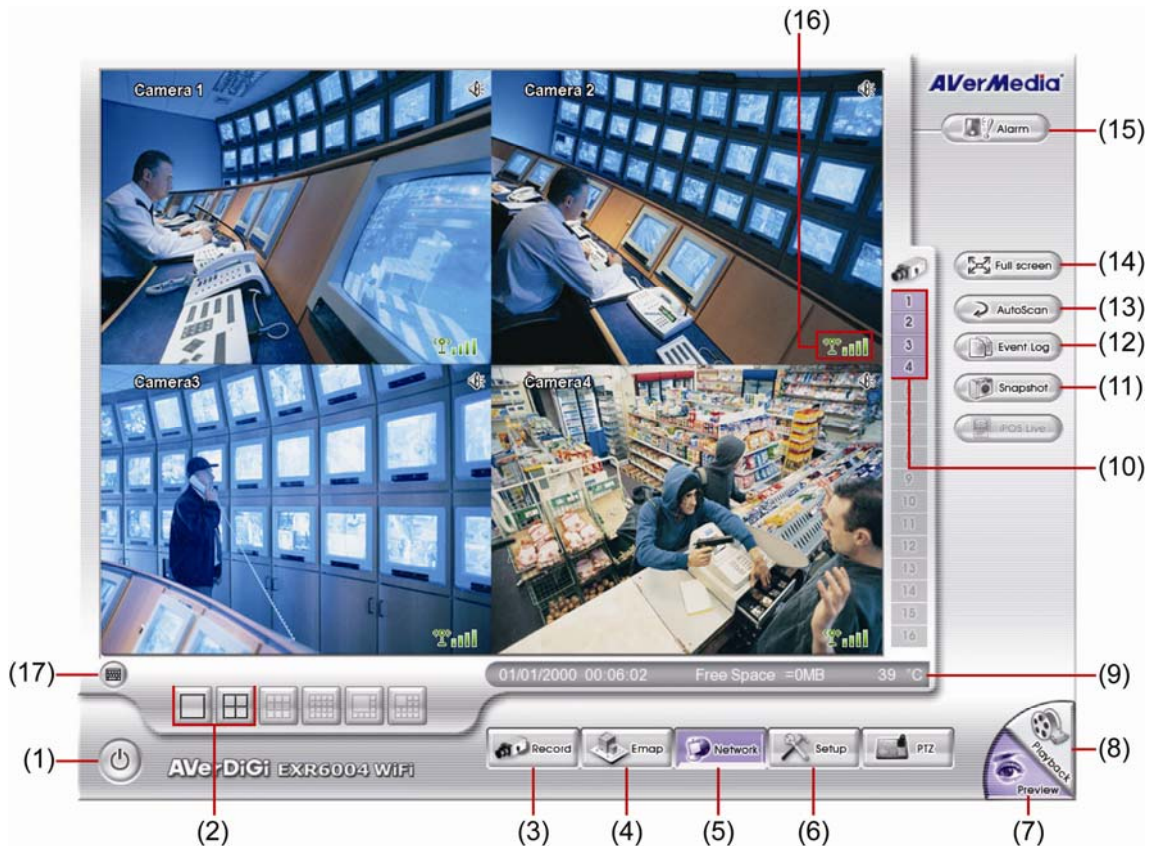 (16)
AVerMedia
Camera 1
Camera 2
Alarm
(15)
Full screen
(14)
1
AutoScan
(13)
2
3
Event Log
(12)
4
Snapshot
(11)
iPOS Live
(10)
9
10
11
12
13
14
15
16
Camera3
Camera4
(17)
01/01/2000 00:06:02 Free Space =0MB 39 °C
(9)
(1)
AVerDiGi EXR6004 WiFi
Record
Emap
Network
Setup
PTZ
Playback
Preview
(8)
(2)
(3)
(4)
(5)
(6)
(7)